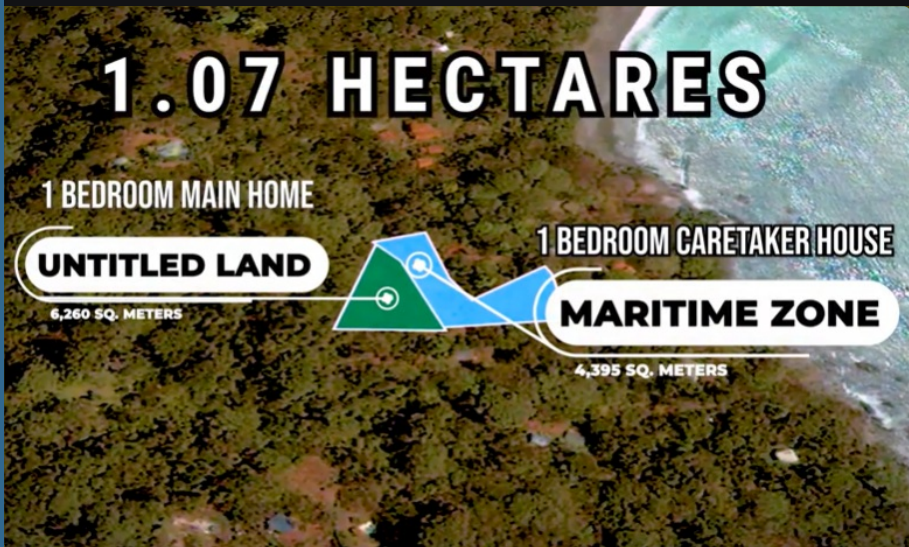 1.07 HECTARES
1 BEDROOM MAIN HOME
UNTITLED LAND
6,260 SQ. METERS
1 BEDROOM CARETAKER HOUSE
MARITIME ZONE
4,395 SQ. METERS